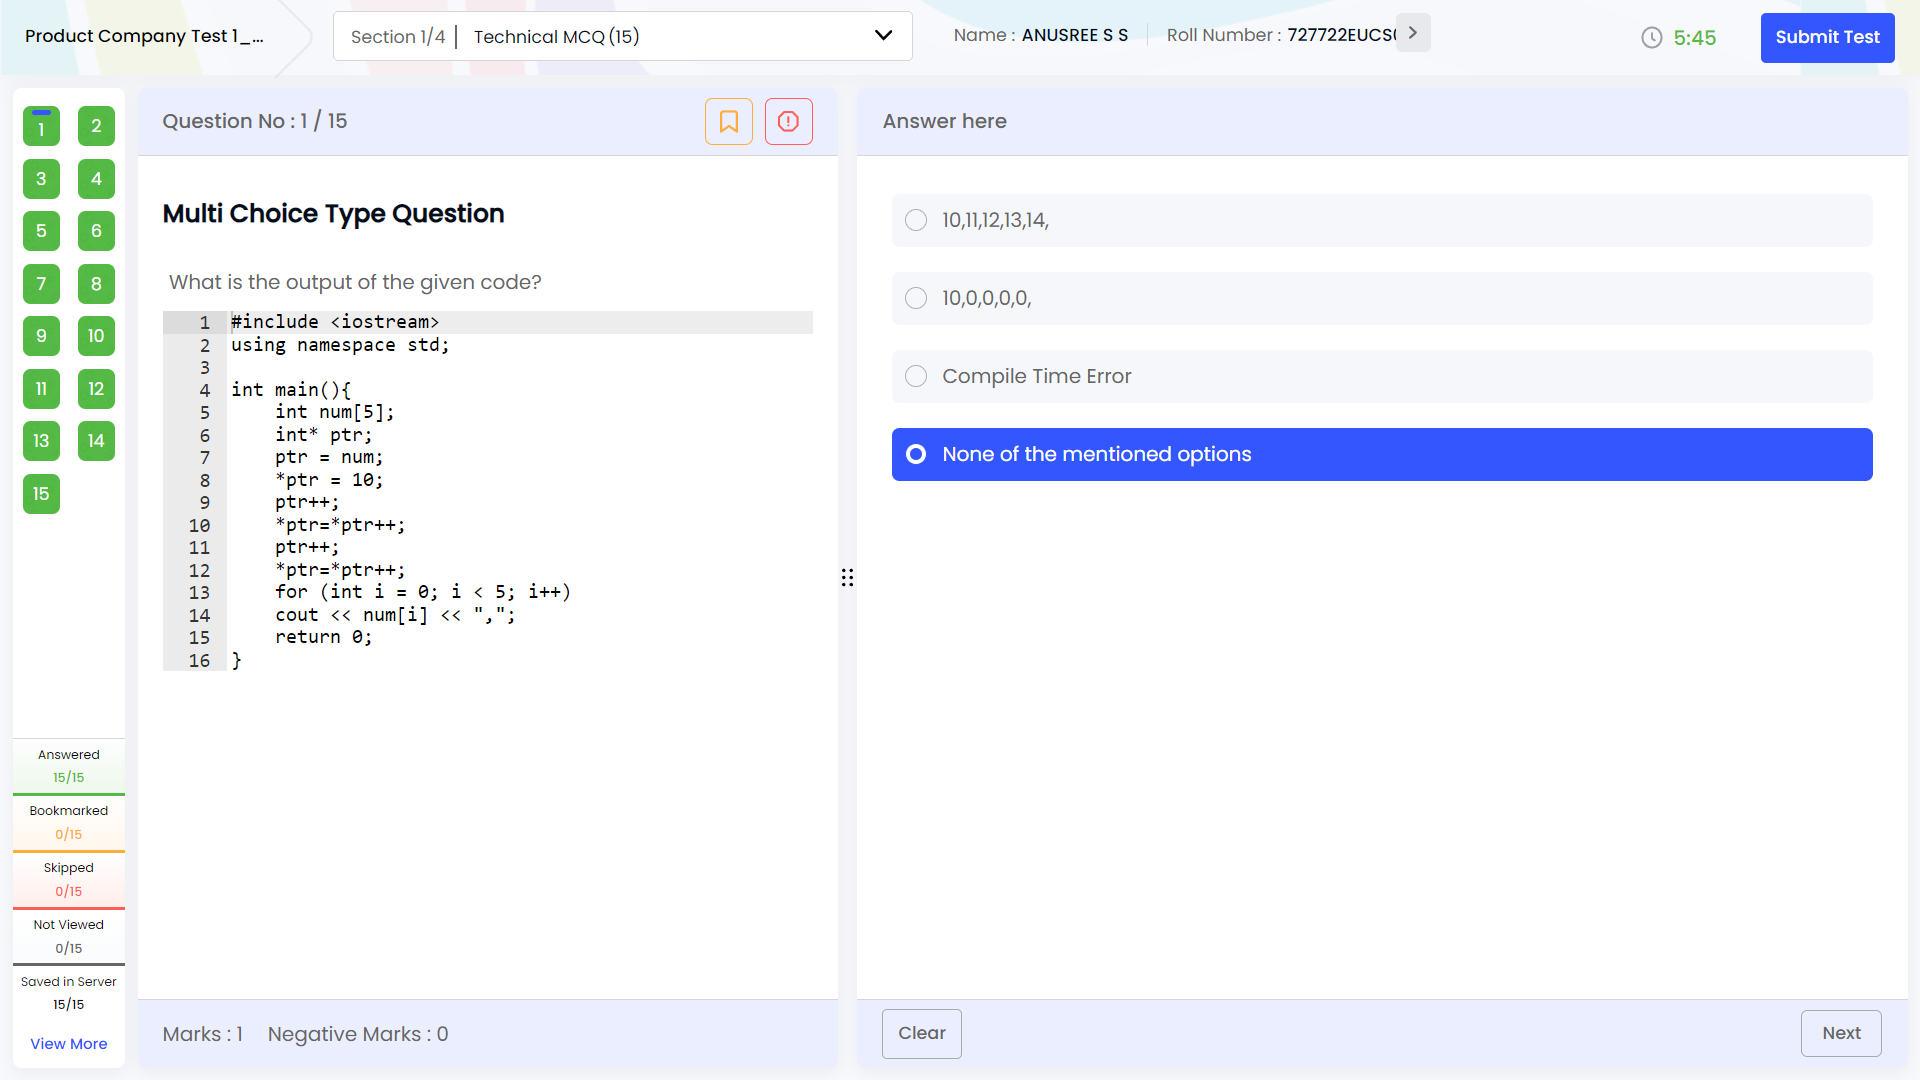 Product Company Test 1_...
Section 1/4 | Technical MCQ (15)
Name : ANUSREE S S
Roll Number : 727722EUCS
5:45
Submit Test
1 2
3 4
5 6
7 8
9 10
11 12
13 14
15
Answered
15/15
Bookmarked
0/15
Skipped
0/15
Not Viewed
0/15
Saved in Server
15/15
View More
Question No : 1 / 15
Multi Choice Type Question
What is the output of the given code?
1 #include <iostream>
2 using namespace std;
3
4 int main(){
5     int num[5];
6     int* ptr;
7     ptr = num;
8     *ptr = 10;
9     ptr++;
10     *ptr=*ptr++;
11     ptr++;
12     *ptr=*ptr++;
13     for (int i = 0; i < 5; i++)
14     cout << num[i] << ",";
15     return 0;
16 }
Marks : 1 Negative Marks : 0
Answer here
10,11,12,13,14,
10,0,0,0,0,
Compile Time Error
None of the mentioned options
Clear
Next